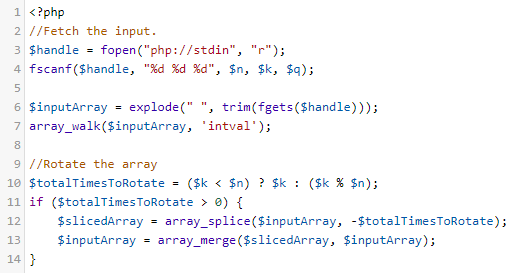 1 <?php
2 //Fetch the input.
3 $handle = fopen("php://stdin", "r");
4 fscanf($handle, "%d %d %d", $n, $k, $q);
5
6 $inputArray = explode(" ", trim(fgets($handle)));
7 array_walk($inputArray, 'intval');
8
9 //Rotate the array
10 $totalTimesToRotate = ($k < $n) ? $k : ($k % $n);
11 if ($totalTimesToRotate > 0) {
12     $slicedArray = array_splice($inputArray, -$totalTimesToRotate);
13     $inputArray = array_merge($slicedArray, $inputArray);
14 }